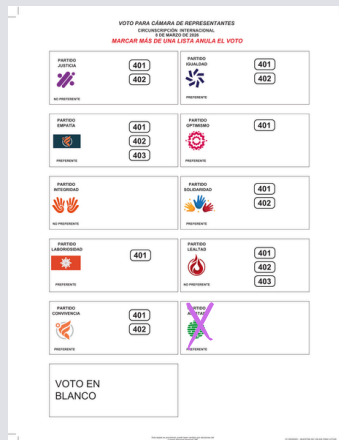 VOTO PARA CÁMARA DE REPRESENTANTES
CIRCUNSCRIPCIÓN INTERNACIONAL
8 DE MARZO DE 2026
MARCAR MÁS DE UNA LISTA ANULA EL VOTO
PARTIDO
JUSTICIA
401
402
NO PREFERENTE
PARTIDO
IGUALDAD
401
402
PREFERENTE
PARTIDO
EMPATÍA
401
402
403
PREFERENTE
PARTIDO
OPTIMISMO
401
PREFERENTE
PARTIDO
INTEGRIDAD
NO PREFERENTE
PARTIDO
SOLIDARIDAD
401
402
PREFERENTE
PARTIDO
LABORIOSIDAD
401
PREFERENTE
PARTIDO
LEALTAD
401
402
403
NO PREFERENTE
PARTIDO
CONVIVENCIA
401
402
PREFERENTE
PARTIDO
PREFERENTE
VOTO EN
BLANCO